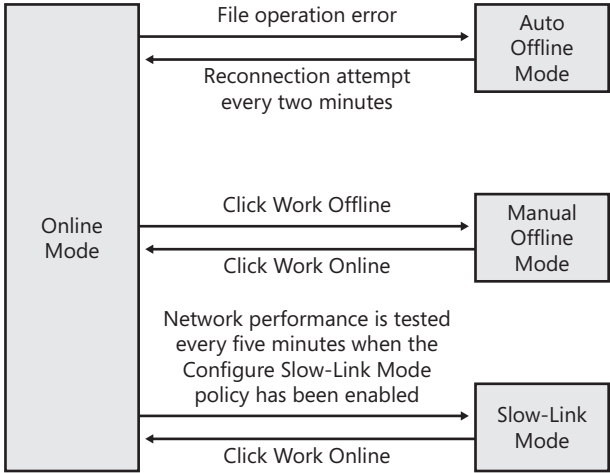 File operation error
Auto
Offline
Mode
Reconnection attempt
every two minutes
Online
Mode
Click Work Offline
Manual
Offline
Mode
Click Work Online
Network performance is tested
every five minutes when the
Configure Slow-Link Mode
policy has been enabled
Slow-Link
Mode
Click Work Online